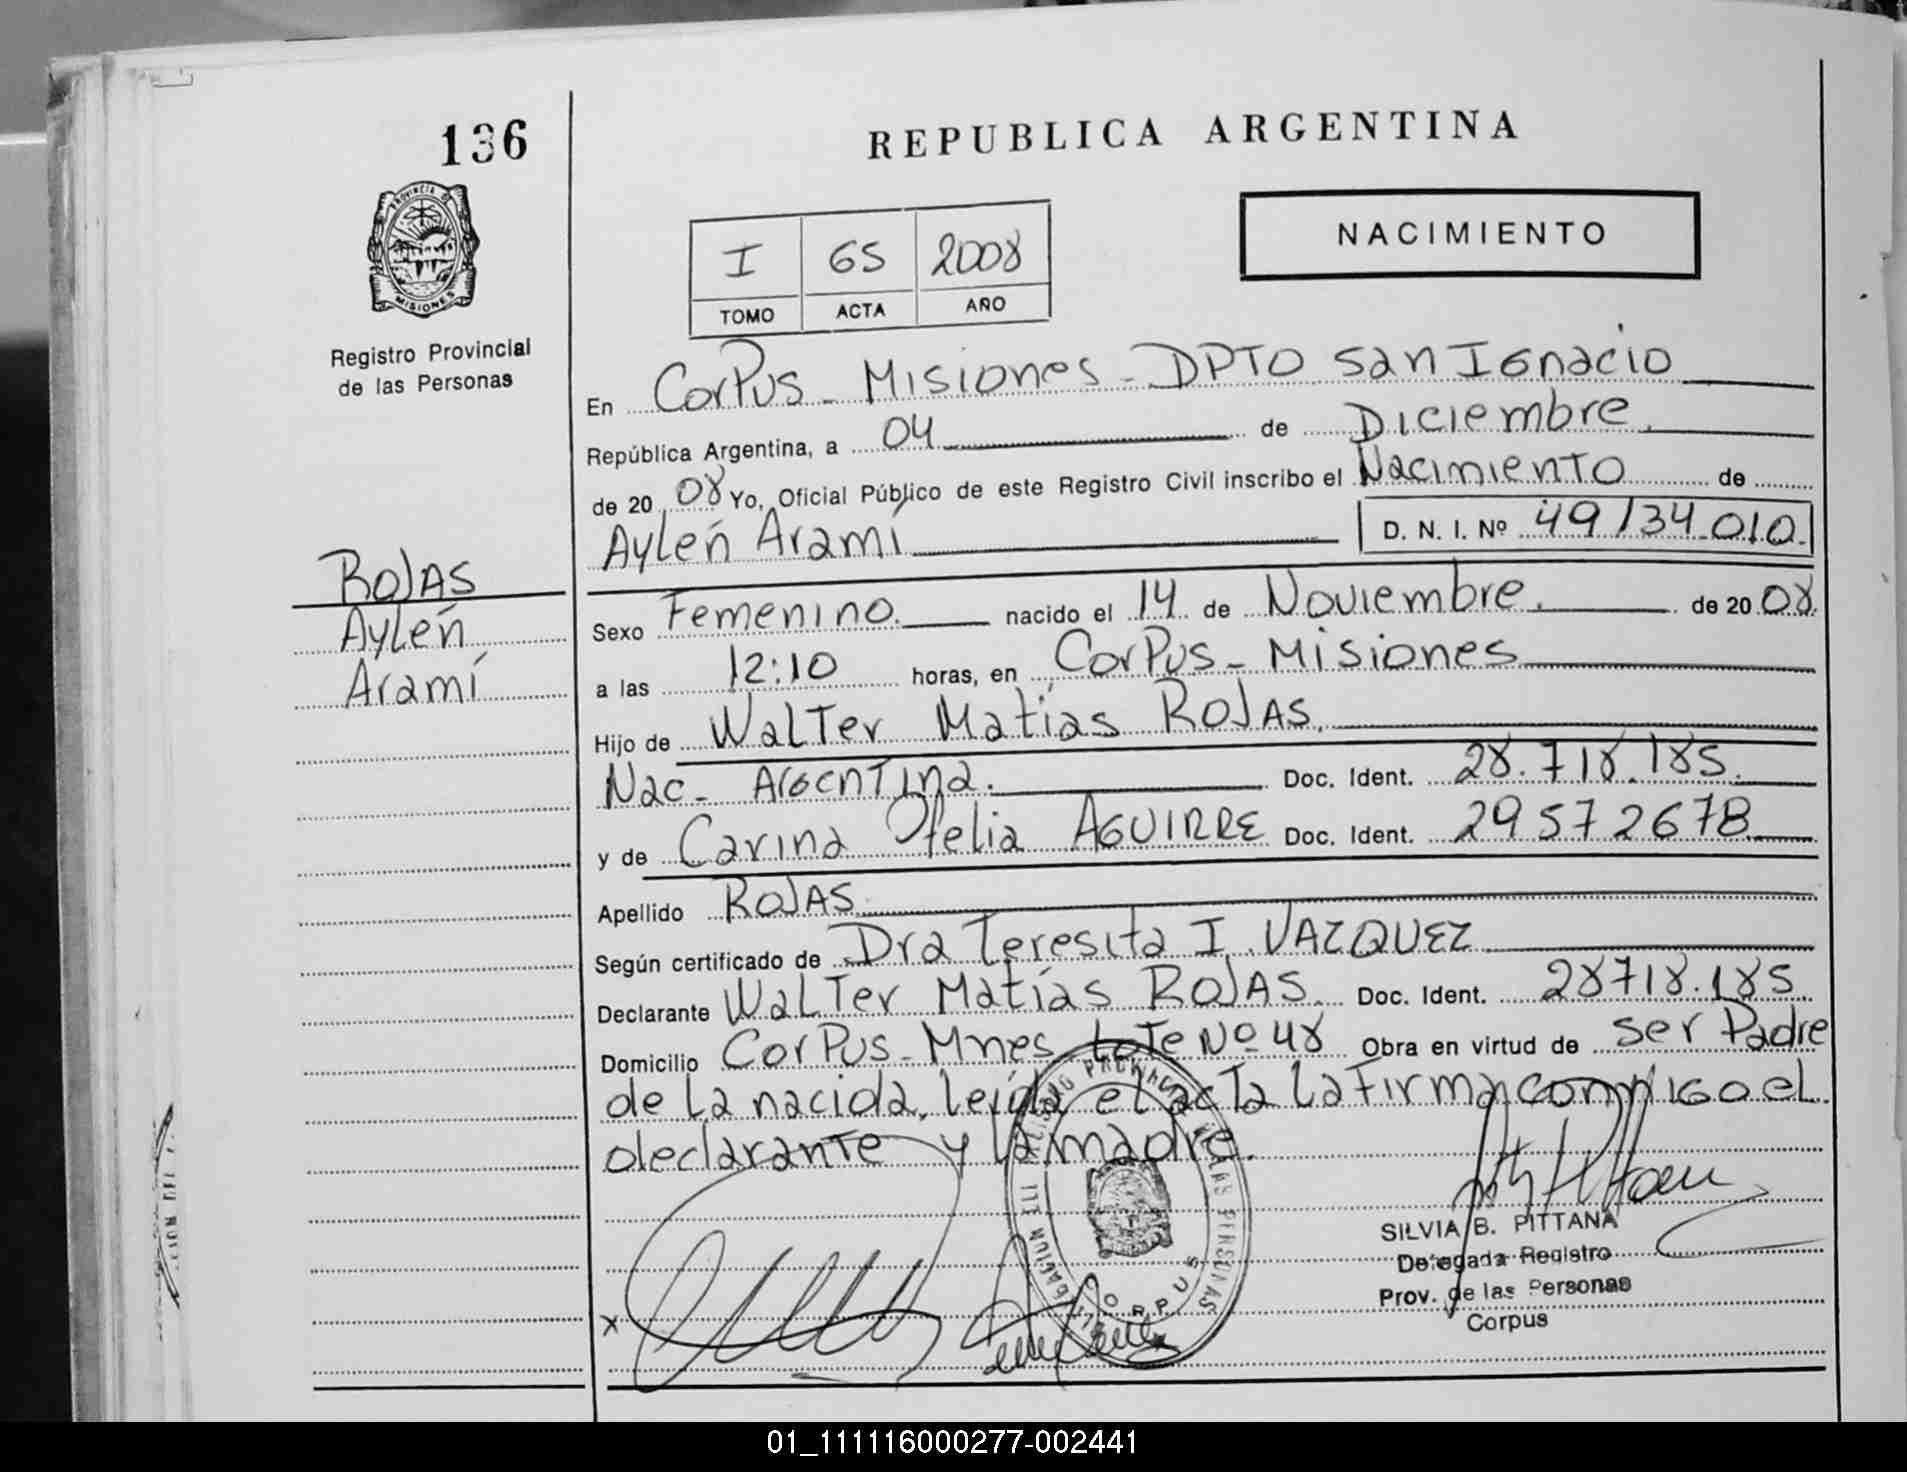 136
REPUBLICA ARGENTINA
PROVINCIA DE
MISIONES
Registro Provincial
de las Personas
I 65 2008
TOMO ACTA AÑO
NACIMIENTO
En CorPus - Misiones - DPTO San Ignacio
República Argentina, a 04 de Diciembre
de 2008 Yo, Oficial Público de este Registro Civil inscribo el Nacimiento de
Aylén Aramí D. N. I. Nº 49134010
ROJAS
Aylén
Aramí
Sexo Femenino. nacido el 14 de Noviembre. de 2008
a las 12:10 horas, en CorPus - Misiones
Hijo de Walter Matías ROJAS.
Nac - Argentina. Doc. Ident. 28.718.185.
y de Carina Ofelia AGUIRRE Doc. Ident. 29572678
Apellido ROJAS
Según certificado de Dra Teresita I. VAZQUEZ
Declarante Walter Matías ROJAS. Doc. Ident. 28718.185.
Domicilio CorPus - Mnes Lote Nº 48 Obra en virtud de ser Padre
de la nacida, leída el acta la firma conmigo el
declarante y la madre.
CORPUS
SILVIA B. PITTANA
Delegada Registro
Prov. de las Personas
Corpus
x
01_111116000277-002441